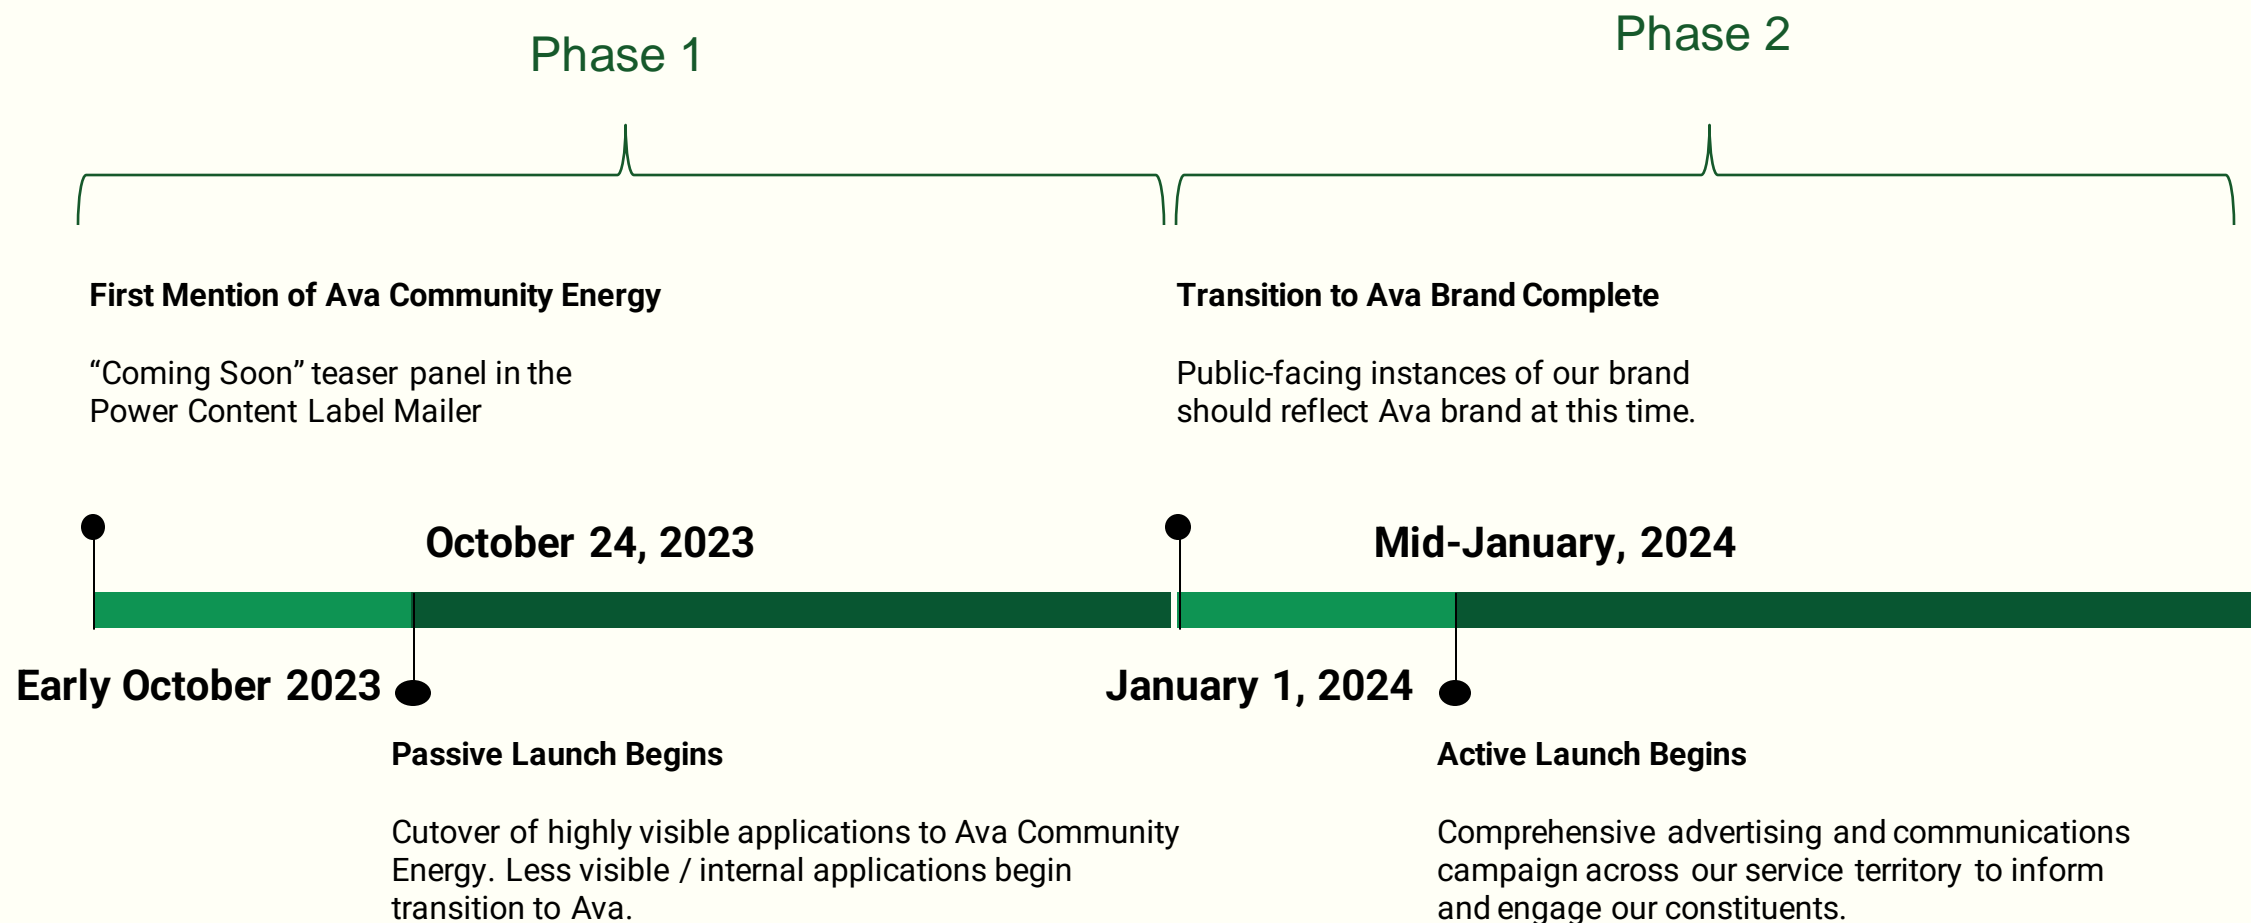 Phase 1
Phase 2
First Mention of Ava Community Energy
“Coming Soon” teaser panel in the
Power Content Label Mailer
Transition to Ava Brand Complete
Public-facing instances of our brand
should reflect Ava brand at this time.
October 24, 2023
Mid-January, 2024
Early October 2023
January 1, 2024
Passive Launch Begins
Cutover of highly visible applications to Ava Community
Energy. Less visible / internal applications begin
transition to Ava.
Active Launch Begins
Comprehensive advertising and communications
campaign across our service territory to inform
and engage our constituents.